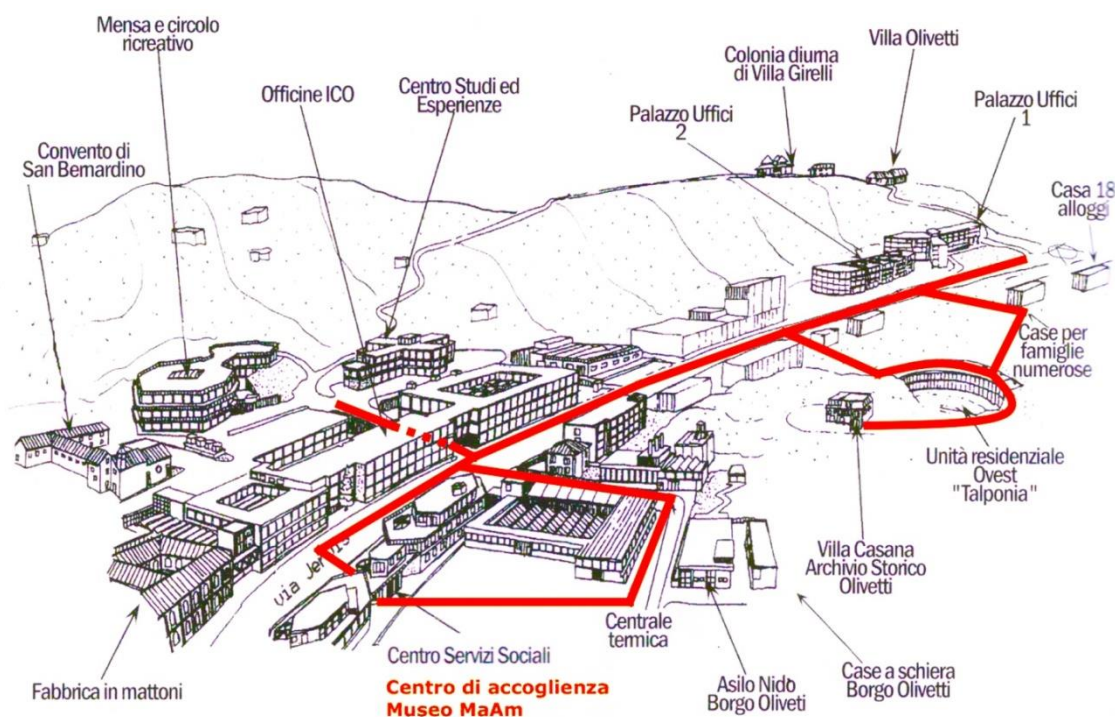 Mensa e circolo
ricreativo
Officine ICO
Centro Studi ed
Esperienze
Convento di
San Bernardino
Colonia diurna
di Villa Girelli
Villa Olivetti
Palazzo Uffici
2
Palazzo Uffici
1
Casa 18
alloggi
Case per
famiglie
numerose
Unità residenziale
Ovest
"Talponia"
Villa Casana
Archivio Storico
Olivetti
via Jervis
Centrale
termica
Fabbrica in mattoni
Centro Servizi Sociali
Centro di accoglienza
Museo MaAm
Asilo Nido
Borgo Oliveti
Case a schiera
Borgo Olivetti